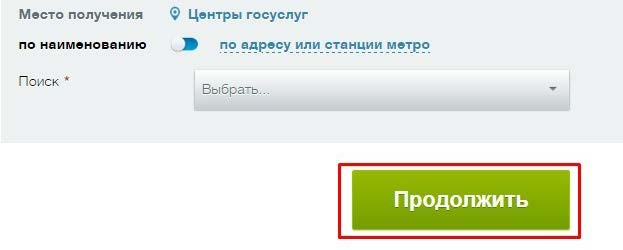 Место получения Центры госуслуг
по наименованию по адресу или станции метро
Поиск * Выбрать...
Продолжить